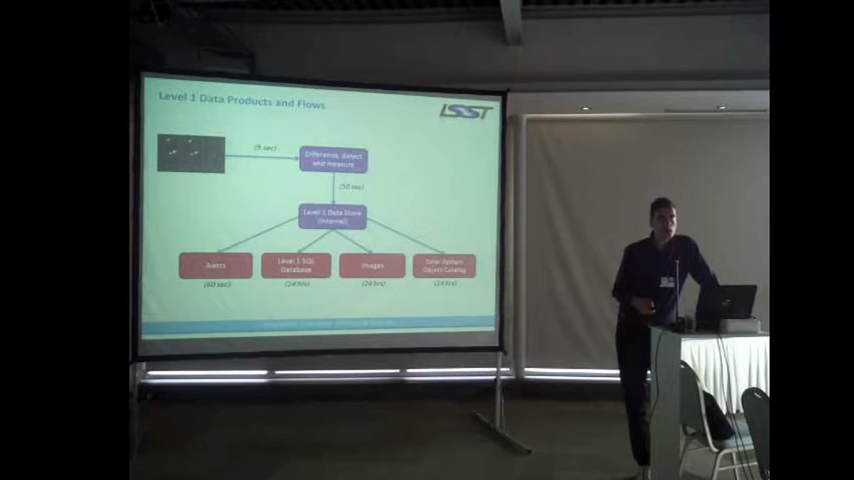 Level 1 Data Products and Flows
LSST
(5 sec)
Difference, detect
and measure
(50 sec)
Level 1 Data Store
(Internal)
Alerts
Level 1 SQL
Database
Images
Solar System
Object Catalog
(60 sec)
(24 hrs)
(24 hrs)
(24 hrs)